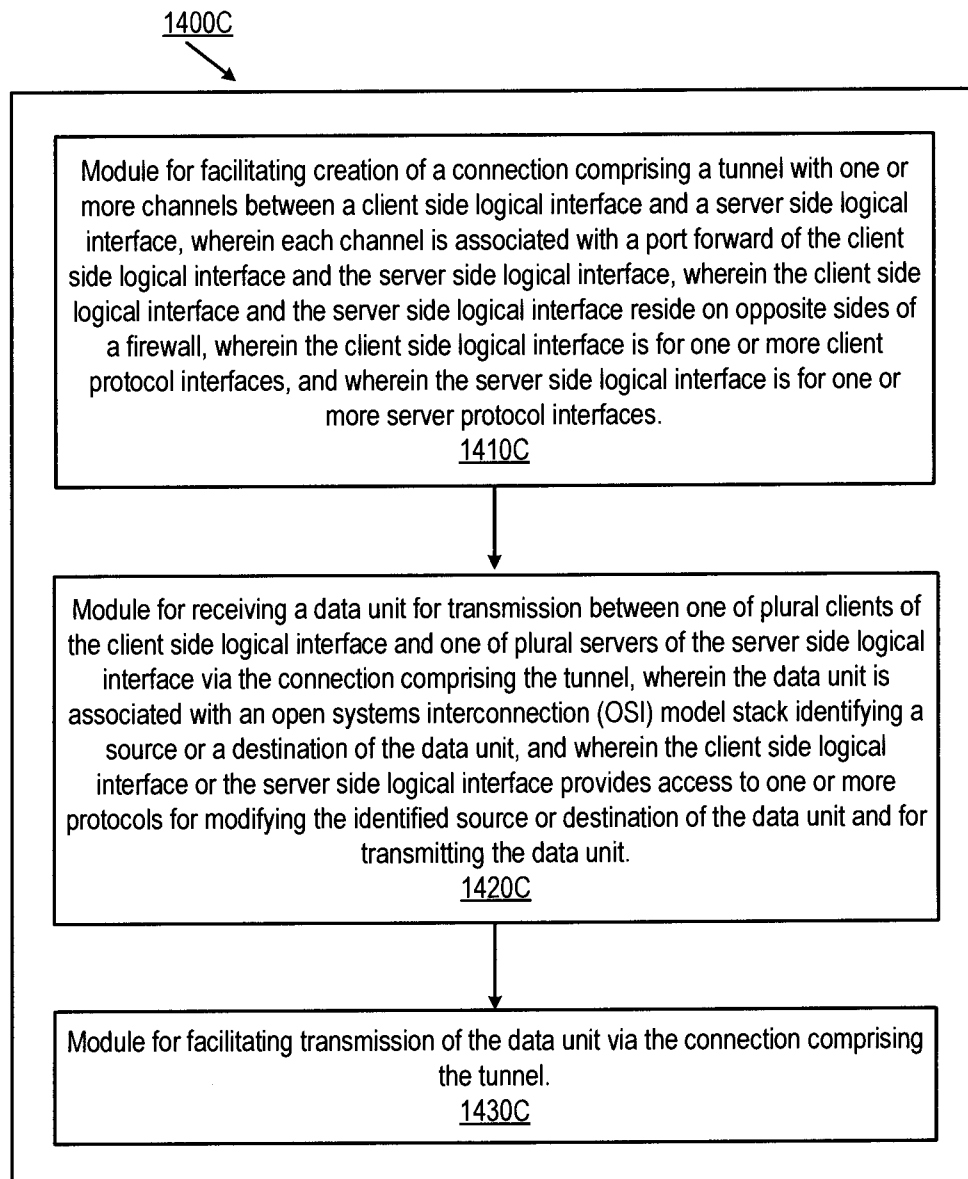 1400C
Module for facilitating creation of a connection comprising a tunnel with one or
more channels between a client side logical interface and a server side logical
interface, wherein each channel is associated with a port forward of the client
side logical interface and the server side logical interface, wherein the client side
logical interface and the server side logical interface reside on opposite sides of
a firewall, wherein the client side logical interface is for one or more client
protocol interfaces, and wherein the server side logical interface is for one or
more server protocol interfaces.
1410C
Module for receiving a data unit for transmission between one of plural clients of
the client side logical interface and one of plural servers of the server side logical
interface via the connection comprising the tunnel, wherein the data unit is
associated with an open systems interconnection (OSI) model stack identifying a
source or a destination of the data unit, and wherein the client side logical
interface or the server side logical interface provides access to one or more
protocols for modifying the identified source or destination of the data unit and for
transmitting the data unit.
1420C
Module for facilitating transmission of the data unit via the connection comprising
the tunnel.
1430C